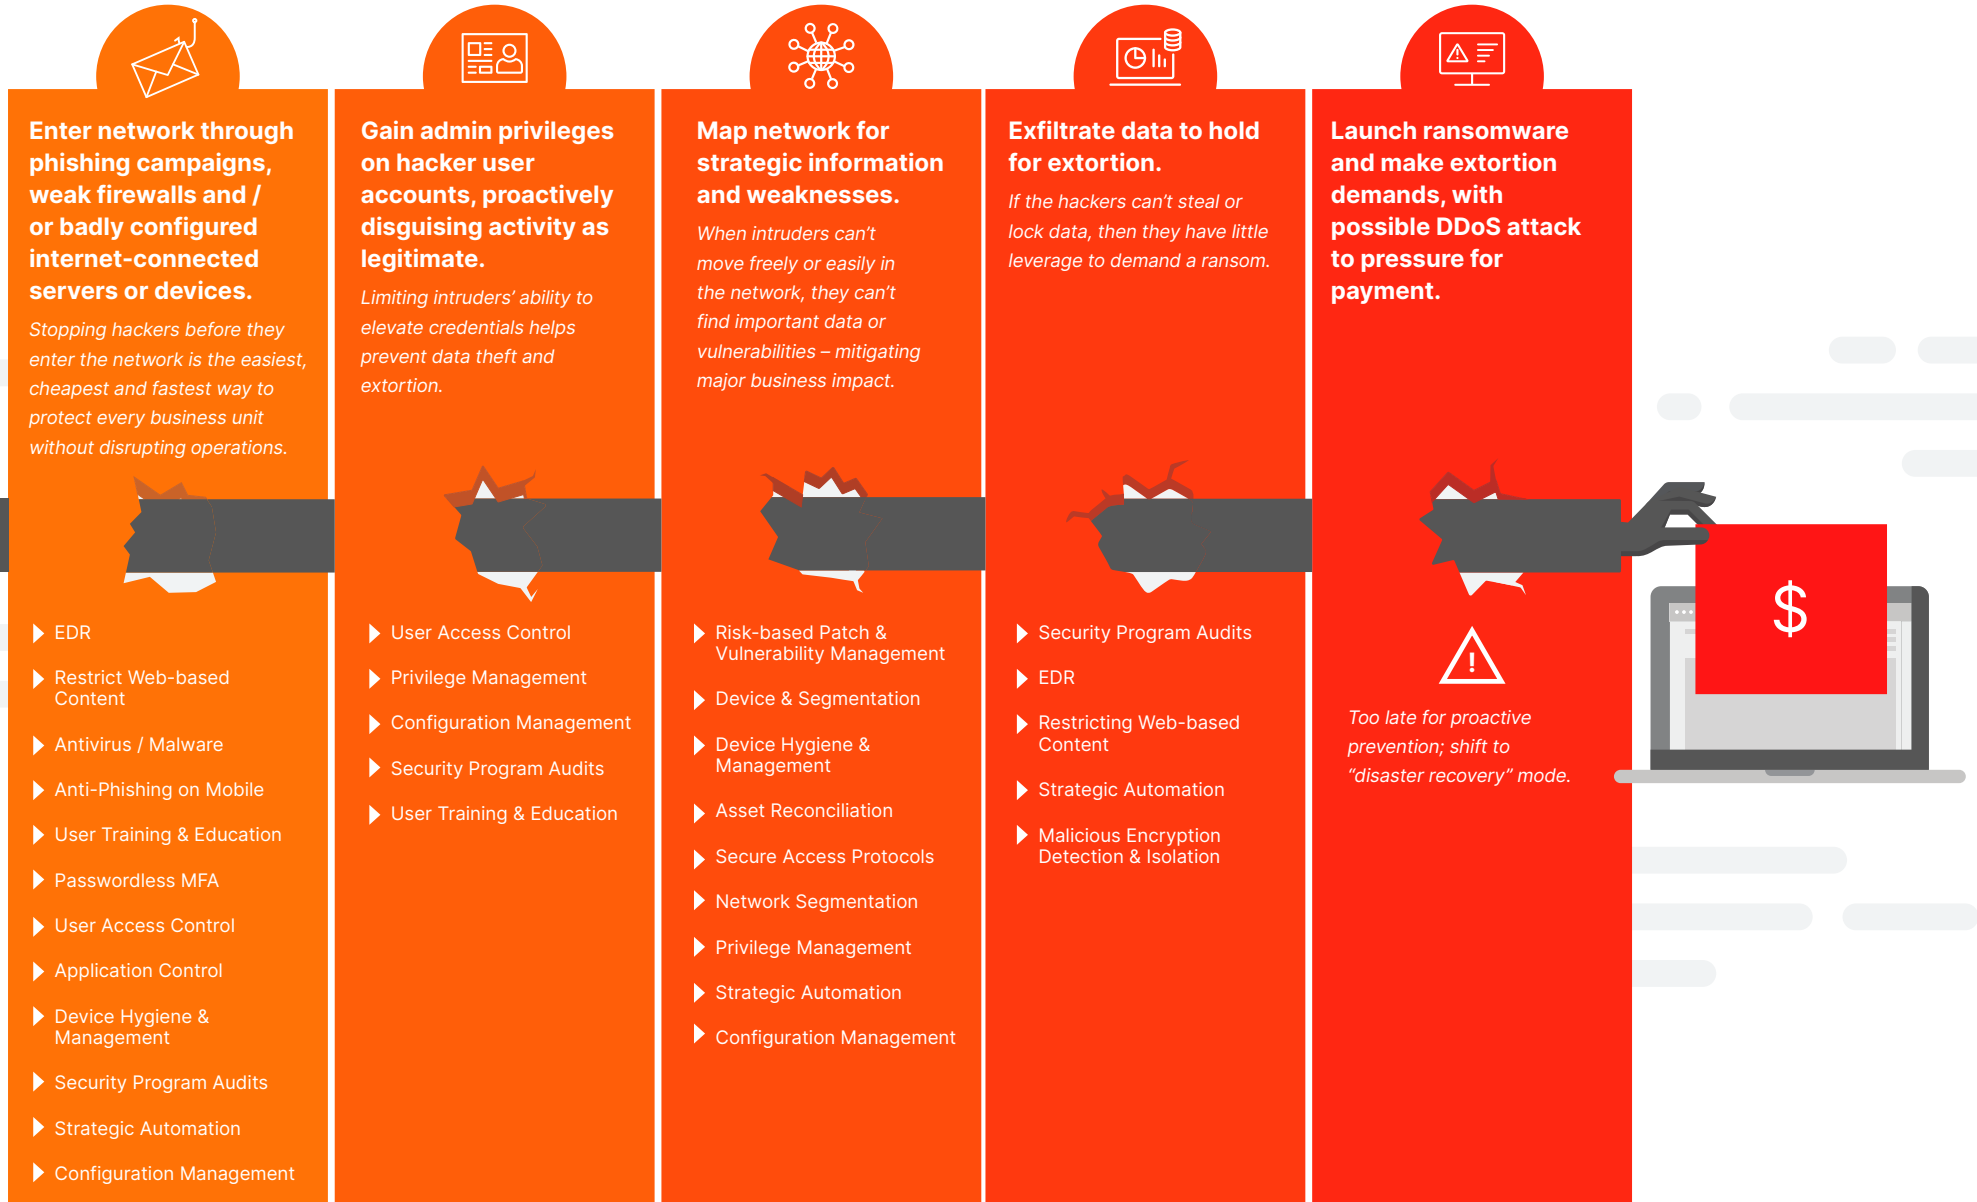 Enter network through
phishing campaigns,
weak firewalls and /
or badly configured
internet-connected
servers or devices.
Stopping hackers before they
enter the network is the easiest,
cheapest and fastest way to
protect every business unit
without disrupting operations.
EDR
Restrict Web-based
Content
Antivirus / Malware
Anti-Phishing on Mobile
User Training & Education
Passwordless MFA
User Access Control
Application Control
Device Hygiene &
Management
Security Program Audits
Strategic Automation
Configuration Management
Gain admin privileges
on hacker user
accounts, proactively
disguising activity as
legitimate.
Limiting intruders’ ability to
elevate credentials helps
prevent data theft and
extortion.
User Access Control
Privilege Management
Configuration Management
Security Program Audits
User Training & Education
Map network for
strategic information
and weaknesses.
When intruders can’t
move freely or easily in
the network, they can’t
find important data or
vulnerabilities – mitigating
major business impact.
Risk-based Patch &
Vulnerability Management
Device & Segmentation
Device Hygiene &
Management
Asset Reconciliation
Secure Access Protocols
Network Segmentation
Privilege Management
Strategic Automation
Configuration Management
Exfiltrate data to hold
for extortion.
If the hackers can’t steal or
lock data, then they have little
leverage to demand a ransom.
Security Program Audits
EDR
Restricting Web-based
Content
Strategic Automation
Malicious Encryption
Detection & Isolation
Launch ransomware
and make extortion
demands, with
possible DDoS attack
to pressure for
payment.
!
Too late for proactive
prevention; shift to
“disaster recovery” mode.
$